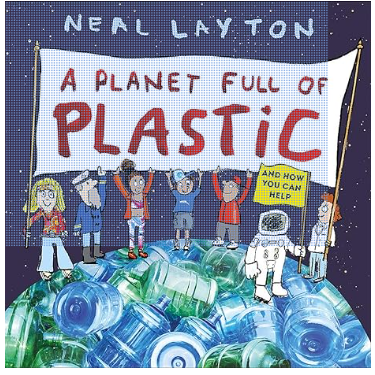 NEAL LAYTON
A PLANET FULL OF
PLASTiC
AND HOW
YOU CAN
HELP